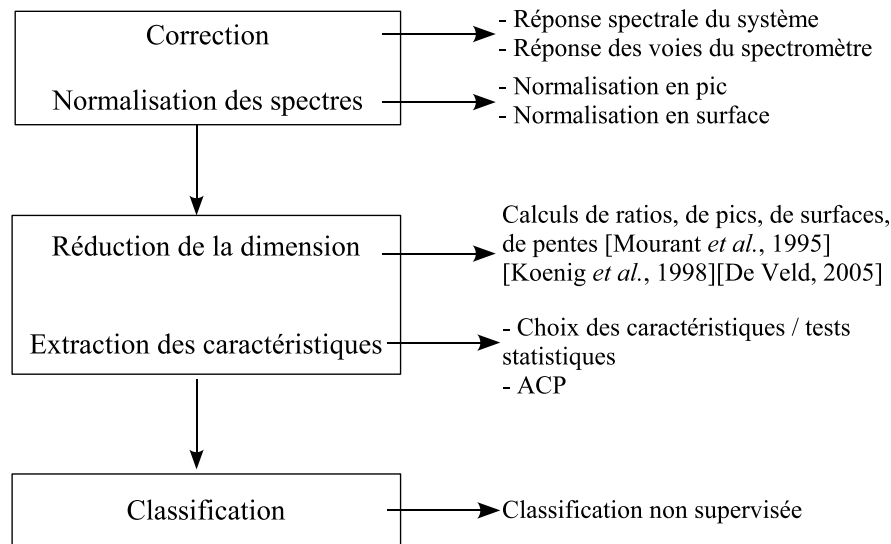 Correction
- Réponse spectrale du système
- Réponse des voies du spectromètre
Normalisation des spectres
- Normalisation en pic
- Normalisation en surface
Réduction de la dimension
Calculs de ratios, de pics, de surfaces,
de pentes [Mourant et al., 1995]
[Koenig et al., 1998][De Veld, 2005]
Extraction des caractéristiques
- Choix des caractéristiques / tests
statistiques
- ACP
Classification
Classification non supervisée